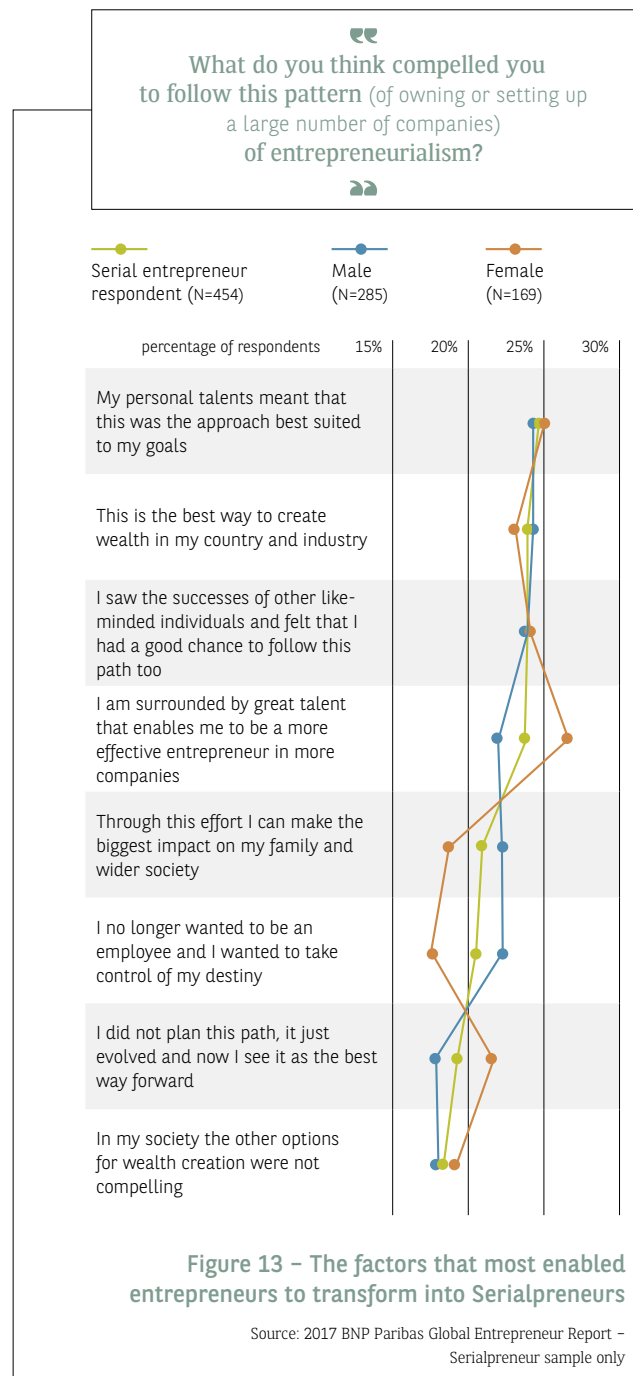 ❝
What do you think compelled you
to follow this pattern (of owning or setting up
a large number of companies)
of entrepreneurialism?
❞
Serial entrepreneur
respondent (N=454)
Male
(N=285)
Female
(N=169)
percentage of respondents 15% 20% 25% 30%
My personal talents meant that
this was the approach best suited
to my goals
This is the best way to create
wealth in my country and industry
I saw the successes of other like-
minded individuals and felt that I
had a good chance to follow this
path too
I am surrounded by great talent
that enables me to be a more
effective entrepreneur in more
companies
Through this effort I can make the
biggest impact on my family and
wider society
I no longer wanted to be an
employee and I wanted to take
control of my destiny
I did not plan this path, it just
evolved and now I see it as the best
way forward
In my society the other options
for wealth creation were not
compelling
Figure 13 – The factors that most enabled
entrepreneurs to transform into Serialpreneurs
Source: 2017 BNP Paribas Global Entrepreneur Report –
Serialpreneur sample only